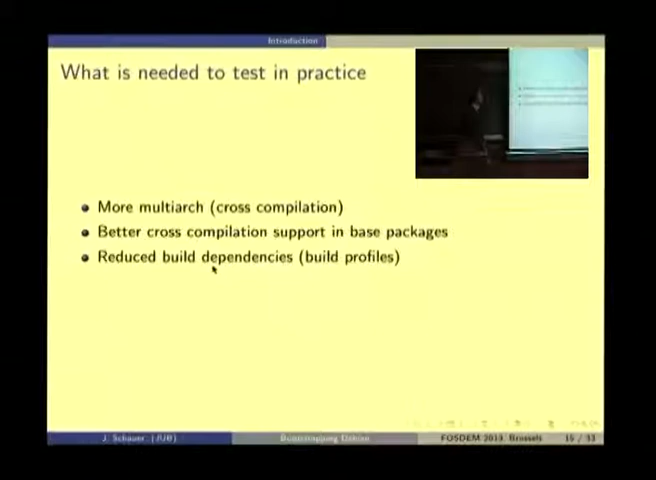 Introduction
What is needed to test in practice
More multiarch (cross compilation)
Better cross compilation support in base packages
Reduced build dependencies (build profiles)
J. Schauer (JUB)
Bootstrapping Debian
FOSDEM 2013, Brussels
/ 33